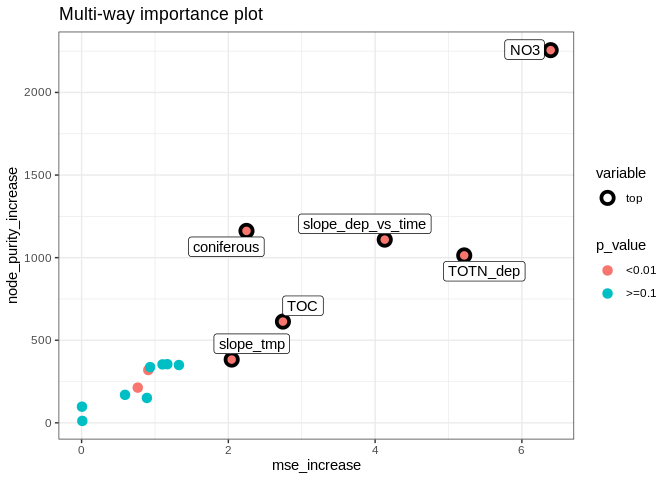 Multi-way importance plot
node_purity_increase
2000
1500
1000
500
0
NO3
slope_dep_vs_time
coniferous
TOTN_dep
TOC
slope_tmp
0 2 4 6
mse_increase
variable
top
p_value
<0.01
>=0.1